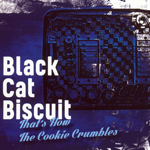 Black
Cat
Biscuit
That's How
The Cookie Crumbles